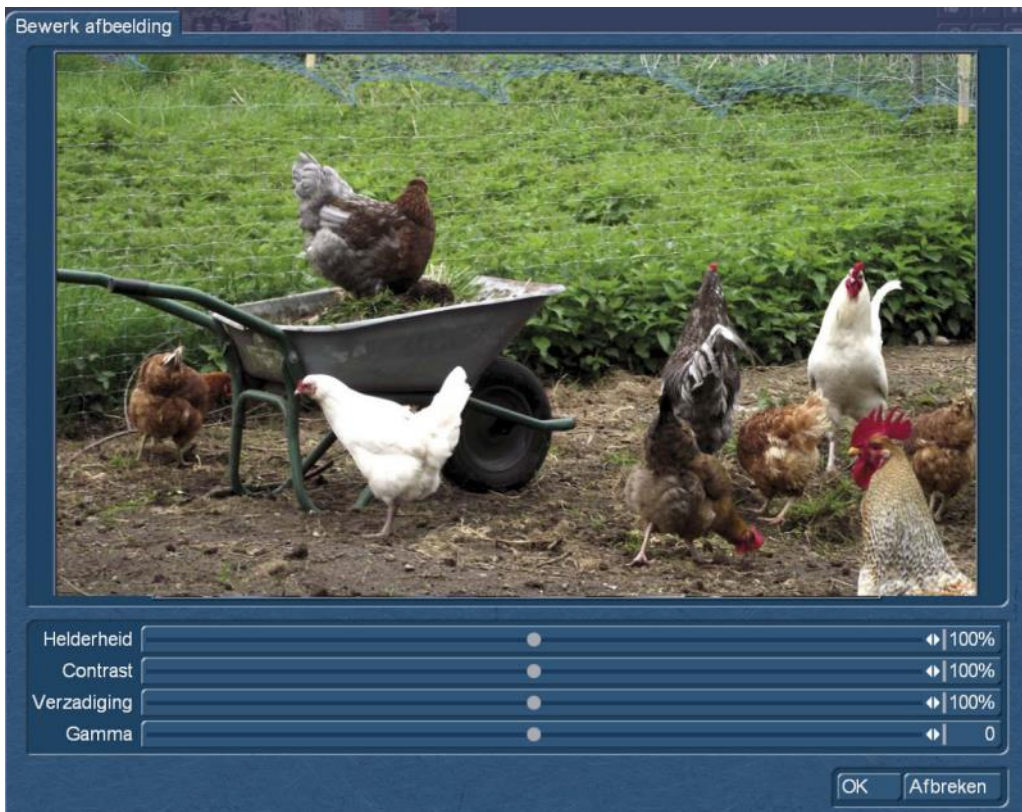 Bewerk afbeelding
Helderheid 100%
Contrast 100%
Verzadiging 100%
Gamma 0
OK Afbreken